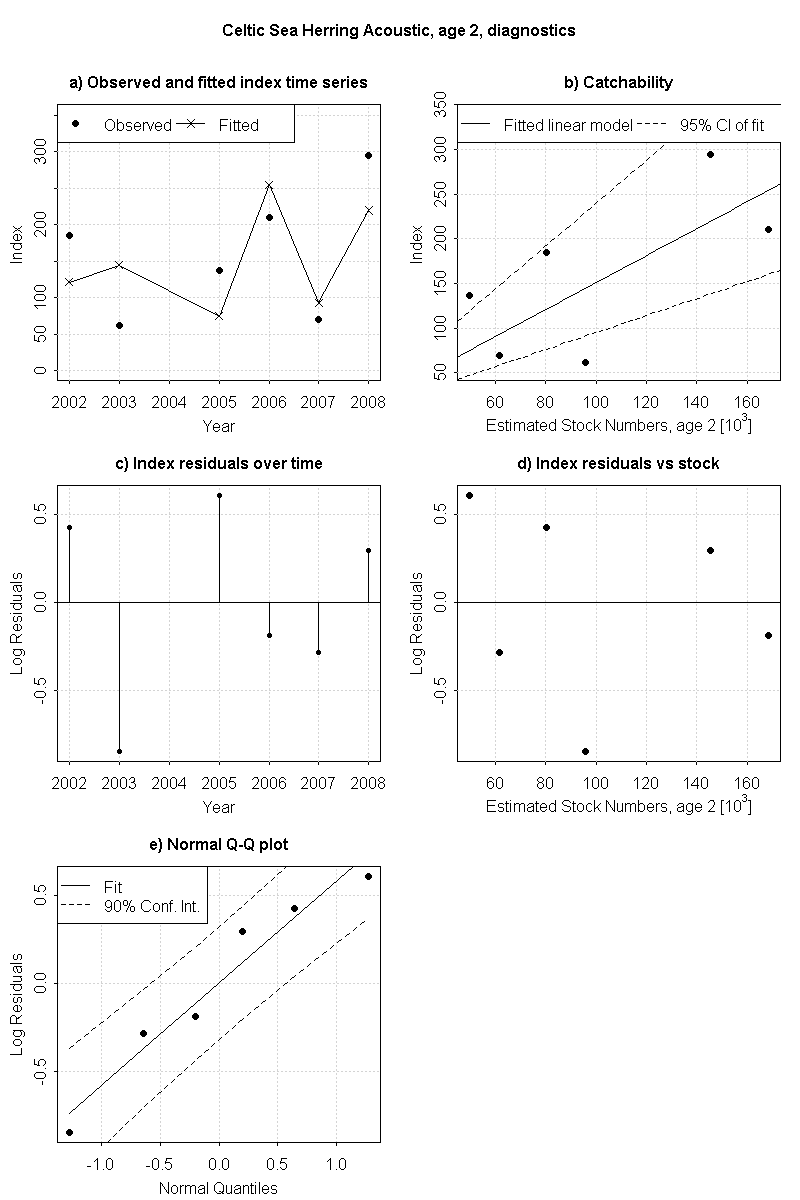 Celtic Sea Herring Acoustic, age 2, diagnostics
a) Observed and fitted index time series
Observed Fitted
Index
0 50 100 200 300
2002 2003 2004 2005 2006 2007 2008
Year
b) Catchability
Fitted linear model 95% CI of fit
Index
50 100 150 200 250 300 350
60 80 100 120 140 160
Estimated Stock Numbers, age 2 [10³]
c) Index residuals over time
Log Residuals
-0.5 0.0 0.5
2002 2003 2004 2005 2006 2007 2008
Year
d) Index residuals vs stock
Log Residuals
-0.5 0.0 0.5
60 80 100 120 140 160
Estimated Stock Numbers, age 2 [10³]
e) Normal Q-Q plot
Fit
90% Conf. Int.
Log Residuals
-0.5 0.0 0.5
-1.0 -0.5 0.0 0.5 1.0
Normal Quantiles